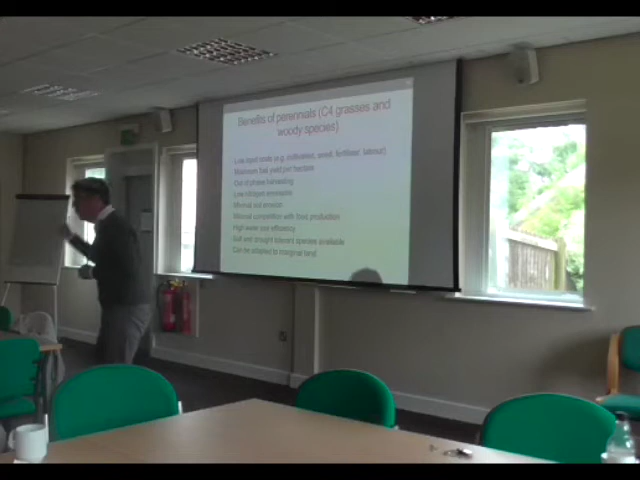 Benefits of perennials (C4 grasses and
woody species)
Low input costs (e.g. cultivation, seed, fertiliser, labour)
Maximum fuel yield per hectare
Out of phase harvesting
Low nitrogen emissions
Minimal soil erosion
Minimal competition with food production
High water use efficiency
Salt and drought tolerant species available
Can be adapted to marginal land